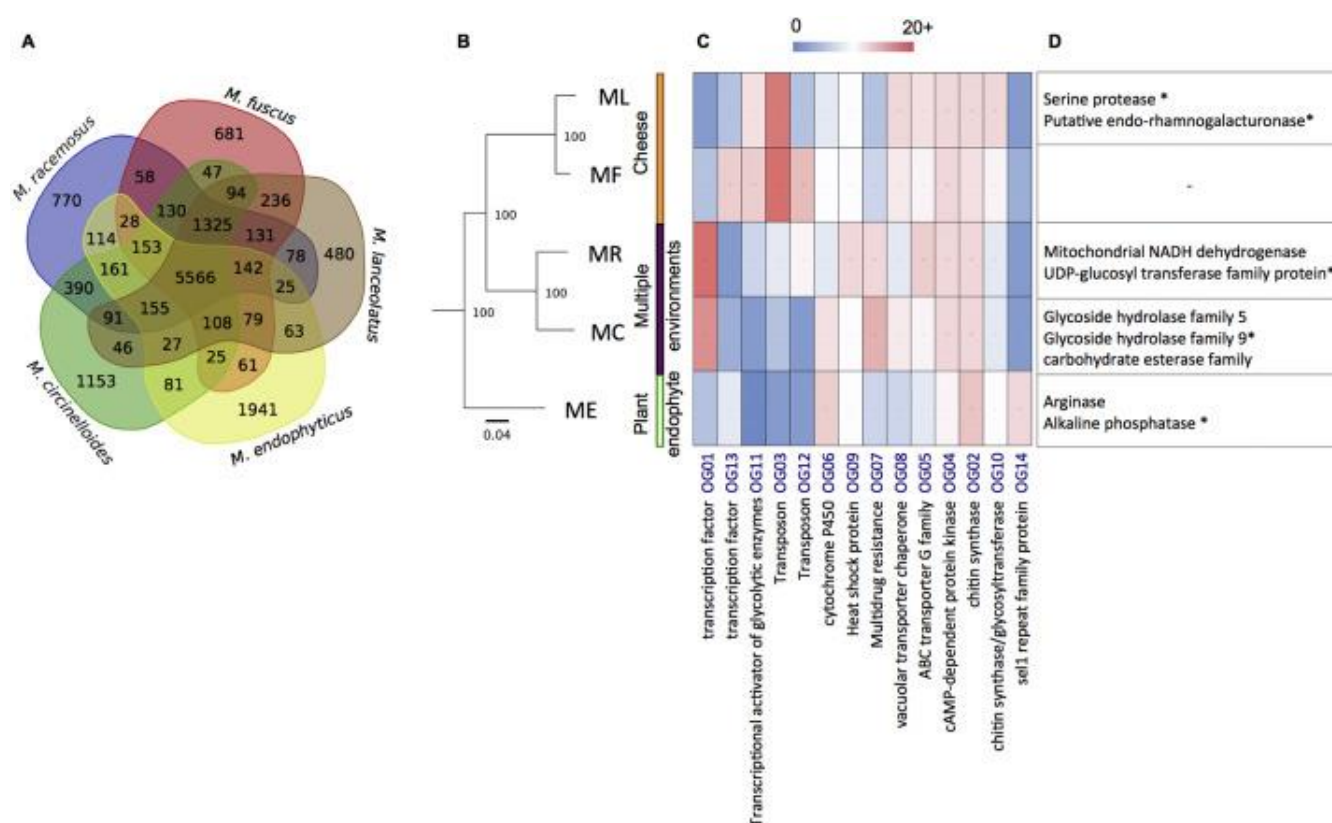 A
B
C
D
0
20+
M. fuscus
M. racemosus
M. lanceolatus
M. circinelloides
M. endophyticus
681
47
58
770
94
236
130
28
1325
131
114
153
78
480
161
5566
142
390
25
155
91
108
79
63
46
27
25
61
1153
81
1941
ML
MF
MR
MC
ME
100
100
100
100
0.04
Cheese
Multiple
environments
Plant
endophyte
Serine protease *
Putative endo-rhamnogalacturonase*
-
Mitochondrial NADH dehydrogenase
UDP-glucosyl transferase family protein*
Glycoside hydrolase family 5
Glycoside hydrolase family 9*
carbohydrate esterase family
Arginase
Alkaline phosphatase *
transcription factor OG01
transcription factor OG13
Transcriptional activator of glycolytic enzymes OG11
Transposon OG03
Transposon OG12
cytochrome P450 OG06
Heat shock protein OG09
Multidrug resistance OG07
vacuolar transporter chaperone OG08
ABC transporter G family OG05
cAMP-dependent protein kinase OG04
chitin synthase OG02
chitin synthase/glycosyltransferase OG10
sel1 repeat family protein OG14